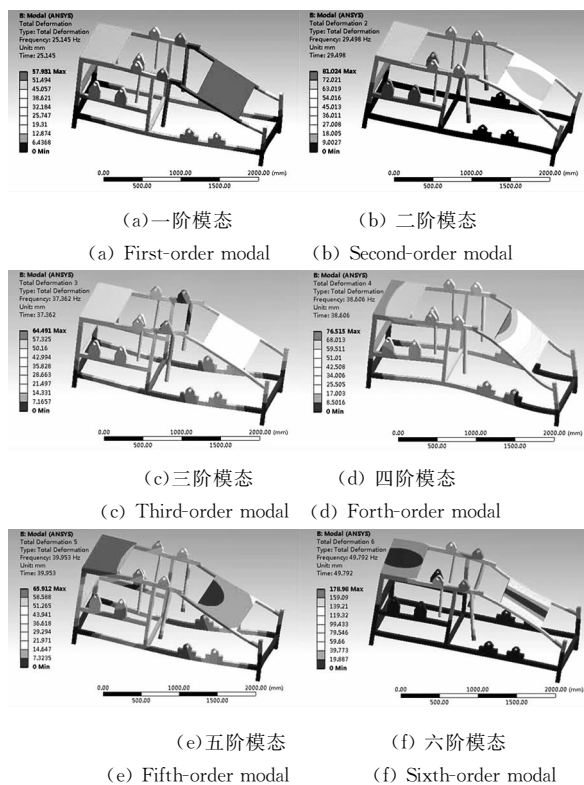 B: Modal (ANSYS)
Total Deformation
Type: Total Deformation
Frequency: 25.145 Hz
Unit: mm
Time: 25.145
57.931 Max
51.494
45.057
38.621
32.184
25.747
19.31
12.874
6.4368
0 Min
0.00 1000.00 2000.00 (mm)
500.00 1500.00
B: Modal (ANSYS)
Total Deformation 2
Type: Total Deformation
Frequency: 29.498 Hz
Unit: mm
Time: 29.498
81.024 Max
72.021
63.019
54.016
45.013
36.011
27.008
18.005
9.0027
0 Min
0.00 1000.00 2000.00 (mm)
500.00 1500.00
(a)一阶模态
(b) 二阶模态
(a) First-order modal
(b) Second-order modal
B: Modal (ANSYS)
Total Deformation 3
Type: Total Deformation
Frequency: 37.362 Hz
Unit: mm
Time: 37.362
64.491 Max
57.325
50.16
42.994
35.828
28.663
21.497
14.331
7.1657
0 Min
0.00 1000.00 2000.00 (mm)
500.00 1500.00
B: Modal (ANSYS)
Total Deformation 4
Type: Total Deformation
Frequency: 38.606 Hz
Unit: mm
Time: 38.606
76.515 Max
68.013
59.511
51.01
42.508
34.006
25.505
17.003
8.5016
0 Min
0.00 1000.00 2000.00 (mm)
500.00 1500.00
(c)三阶模态
(d) 四阶模态
(c) Third-order modal
(d) Forth-order modal
B: Modal (ANSYS)
Total Deformation 5
Type: Total Deformation
Frequency: 39.953 Hz
Unit: mm
Time: 39.953
65.912 Max
58.588
51.265
43.941
36.618
29.294
21.971
14.647
7.3235
0 Min
0.00 1000.00 2000.00 (mm)
500.00 1500.00
B: Modal (ANSYS)
Total Deformation 6
Type: Total Deformation
Frequency: 49.792 Hz
Unit: mm
Time: 49.792
178.98 Max
159.09
139.21
119.32
99.433
79.546
59.66
39.773
19.887
0 Min
0.00 1000.00 2000.00 (mm)
500.00 1500.00
(e)五阶模态
(f) 六阶模态
(e) Fifth-order modal
(f) Sixth-order modal